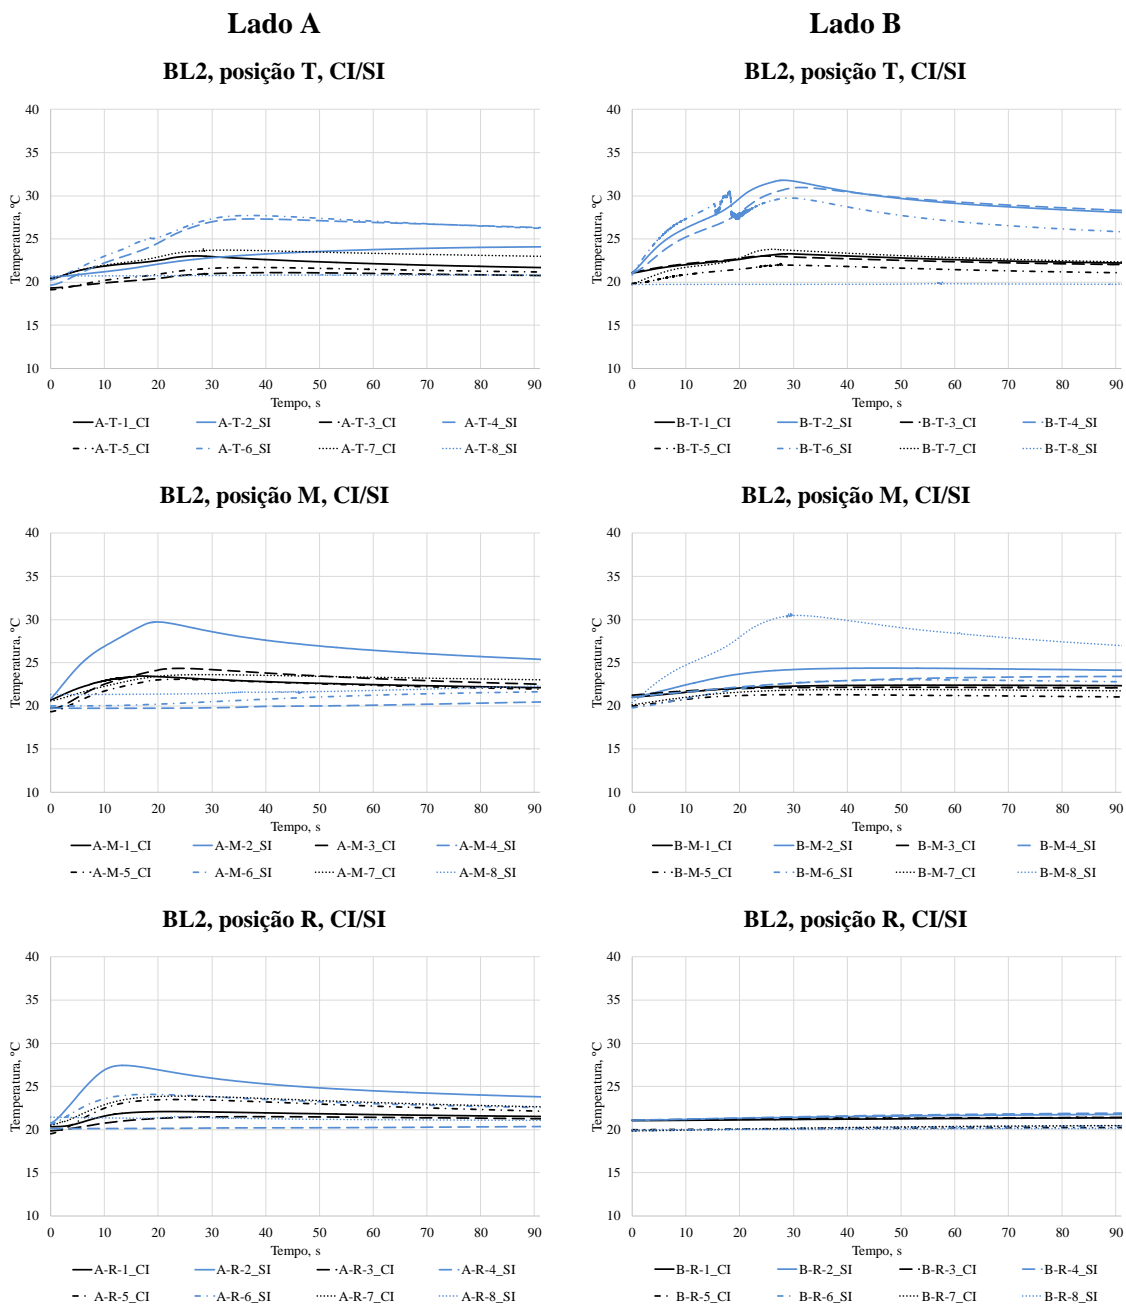 Lado A
Lado B
BL2, posição T, CI/SI
BL2, posição T, CI/SI
40
35
30
25
20
15
10
Temperatura, °C
0 10 20 30 40 50 60 70 80 90
Tempo, s
A-T-1_CI A-T-2_SI A-T-3_CI A-T-4_SI
A-T-5_CI A-T-6_SI A-T-7_CI A-T-8_SI
40
35
30
25
20
15
10
Temperatura, °C
0 10 20 30 40 50 60 70 80 90
Tempo, s
B-T-1_CI B-T-2_SI B-T-3_CI B-T-4_SI
B-T-5_CI B-T-6_SI B-T-7_CI B-T-8_SI
BL2, posição M, CI/SI
BL2, posição M, CI/SI
40
35
30
25
20
15
10
Temperatura, °C
0 10 20 30 40 50 60 70 80 90
Tempo, s
A-M-1_CI A-M-2_SI A-M-3_CI A-M-4_SI
A-M-5_CI A-M-6_SI A-M-7_CI A-M-8_SI
40
35
30
25
20
15
10
Temperatura, °C
0 10 20 30 40 50 60 70 80 90
Tempo, s
B-M-1_CI B-M-2_SI B-M-3_CI B-M-4_SI
B-M-5_CI B-M-6_SI B-M-7_CI B-M-8_SI
BL2, posição R, CI/SI
BL2, posição R, CI/SI
40
35
30
25
20
15
10
Temperatura, °C
0 10 20 30 40 50 60 70 80 90
Tempo, s
A-R-1_CI A-R-2_SI A-R-3_CI A-R-4_SI
A-R-5_CI A-R-6_SI A-R-7_CI A-R-8_SI
40
35
30
25
20
15
10
Temperatura, °C
0 10 20 30 40 50 60 70 80 90
Tempo, s
B-R-1_CI B-R-2_SI B-R-3_CI B-R-4_SI
B-R-5_CI B-R-6_SI B-R-7_CI B-R-8_SI